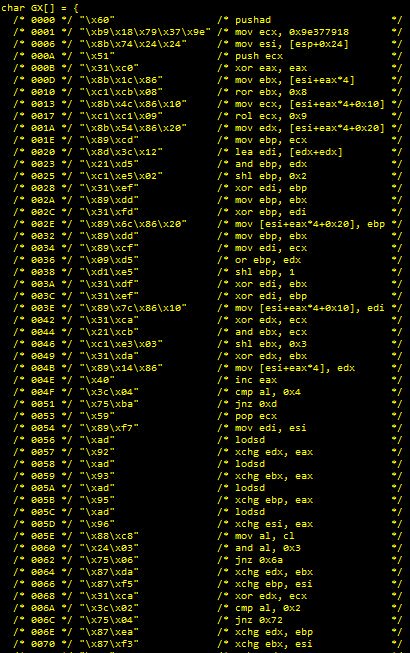 char GX[] = {
/* 0000 */ "\x60" /* pushad */
/* 0001 */ "\xb9\x18\x79\x37\x9e" /* mov ecx, 0x9e377918 */
/* 0006 */ "\x8b\x74\x24\x24" /* mov esi, [esp+0x24] */
/* 000A */ "\x51" /* push ecx */
/* 000B */ "\x31\xc0" /* xor eax, eax */
/* 000D */ "\x8b\x1c\x86" /* mov ebx, [esi+eax*4] */
/* 0010 */ "\xc1\xcb\x08" /* ror ebx, 0x8 */
/* 0013 */ "\x8b\x4c\x86\x10" /* mov ecx, [esi+eax*4+0x10] */
/* 0017 */ "\xc1\xc1\x09" /* rol ecx, 0x9 */
/* 001A */ "\x8b\x54\x86\x20" /* mov edx, [esi+eax*4+0x20] */
/* 001E */ "\x89\xcd" /* mov ebp, ecx */
/* 0020 */ "\x8d\x3c\x12" /* lea edi, [edx+edx] */
/* 0023 */ "\x21\xd5" /* and ebp, edx */
/* 0025 */ "\xc1\xe5\x02" /* shl ebp, 0x2 */
/* 0028 */ "\x31\xef" /* xor edi, ebp */
/* 002A */ "\x89\xdd" /* mov ebp, ebx */
/* 002C */ "\x31\xfd" /* xor ebp, edi */
/* 002E */ "\x89\x6c\x86\x20" /* mov [esi+eax*4+0x20], ebp */
/* 0032 */ "\x89\xdd" /* mov ebp, ebx */
/* 0034 */ "\x89\xcf" /* mov edi, ecx */
/* 0036 */ "\x09\xd5" /* or ebp, edx */
/* 0038 */ "\xd1\xe5" /* shl ebp, 1 */
/* 003A */ "\x31\xdf" /* xor edi, ebx */
/* 003C */ "\x31\xef" /* xor edi, ebp */
/* 003E */ "\x89\x7c\x86\x10" /* mov [esi+eax*4+0x10], edi */
/* 0042 */ "\x31\xca" /* xor edx, ecx */
/* 0044 */ "\x21\xcb" /* and ebx, ecx */
/* 0046 */ "\xc1\xe3\x03" /* shl ebx, 0x3 */
/* 0049 */ "\x31\xda" /* xor edx, ebx */
/* 004B */ "\x89\x14\x86" /* mov [esi+eax*4], edx */
/* 004E */ "\x40" /* inc eax */
/* 004F */ "\x3c\x04" /* cmp al, 0x4 */
/* 0051 */ "\x75\xba" /* jnz 0xd */
/* 0053 */ "\x59" /* pop ecx */
/* 0054 */ "\x89\xf7" /* mov edi, esi */
/* 0056 */ "\xad" /* lodsd */
/* 0057 */ "\x92" /* xchg edx, eax */
/* 0058 */ "\xad" /* lodsd */
/* 0059 */ "\x93" /* xchg ebx, eax */
/* 005A */ "\xad" /* lodsd */
/* 005B */ "\x95" /* xchg ebp, eax */
/* 005C */ "\xad" /* lodsd */
/* 005D */ "\x96" /* xchg esi, eax */
/* 005E */ "\x88\xc8" /* mov al, cl */
/* 0060 */ "\x24\x03" /* and al, 0x3 */
/* 0062 */ "\x75\x06" /* jnz 0x6a */
/* 0064 */ "\x87\xda" /* xchg edx, ebx */
/* 0066 */ "\x87\xf5" /* xchg ebp, esi */
/* 0068 */ "\x31\xca" /* xor edx, ecx */
/* 006A */ "\x3c\x02" /* cmp al, 0x2 */
/* 006C */ "\x75\x04" /* jnz 0x72 */
/* 006E */ "\x87\xea" /* xchg edx, ebp */
/* 0070 */ "\x87\xf3" /* xchg ebx, esi */